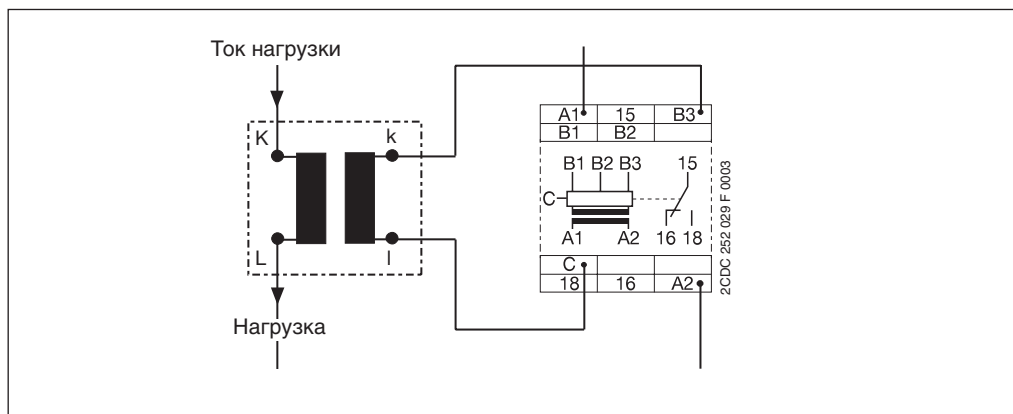 Ток нагрузки
K
k
L
l
Нагрузка
A1 15 B3
B1 B2
B1 B2 B3 15
C
A1 A2 16 18
C
18 16 A2
2CDC 252 029 F 0003